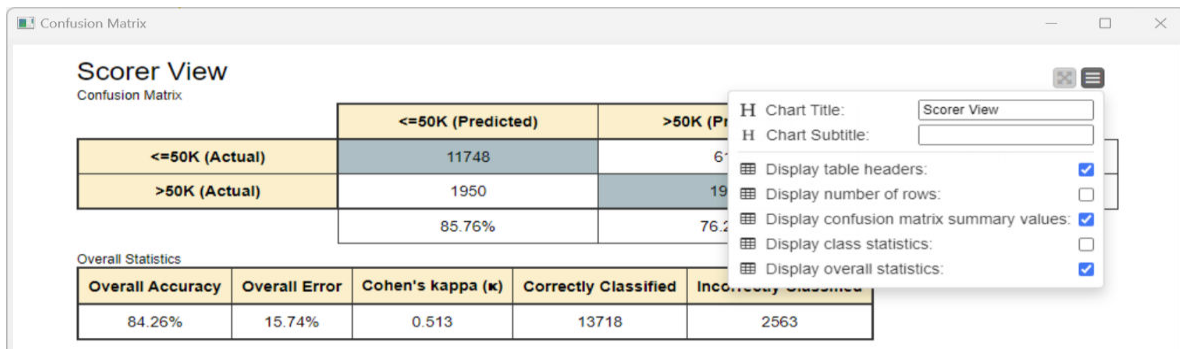 Confusion Matrix
Scorer View
Confusion Matrix
<=50K (Predicted) >50K
<=50K (Actual) 11748
>50K (Actual) 1950
85.76%
H Chart Title: Scorer View
H Chart Subtitle:
Display table headers:
Display number of rows:
Display confusion matrix summary values:
Display class statistics:
Display overall statistics:
Overall Statistics
Overall Accuracy Overall Error Cohen's kappa (κ) Correctly Classified Incorrectly Classified
84.26% 15.74% 0.513 13718 2563